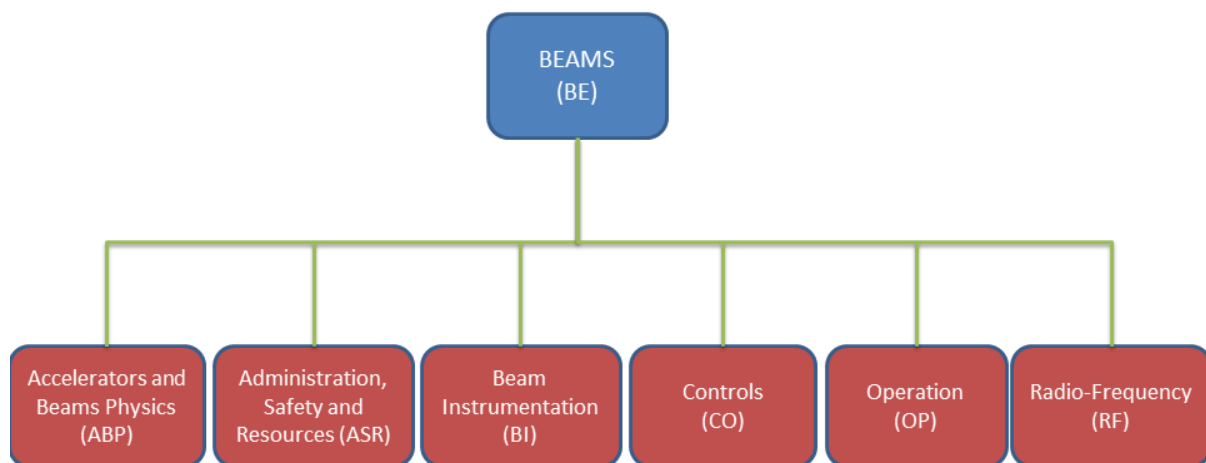 BEAMS
(BE)
Accelerators and
Beams Physics
(ABP)
Administration,
Safety and
Resources (ASR)
Beam
Instrumentation
(BI)
Controls
(CO)
Operation
(OP)
Radio-Frequency
(RF)